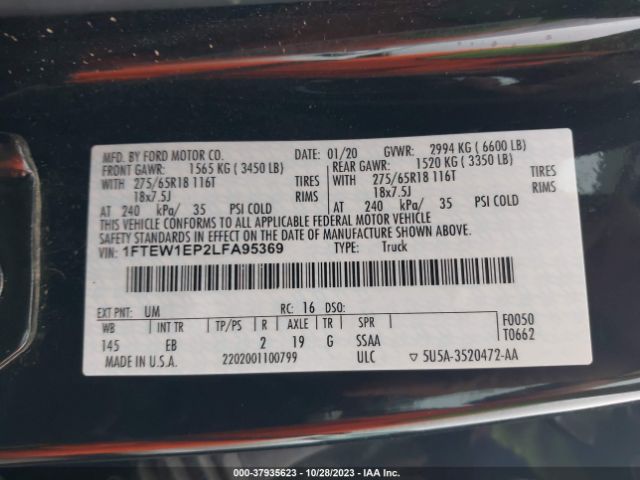 MFD. BY FORD MOTOR CO. DATE: 01/20 GVWR: 2994 KG ( 6600 LB)
FRONT GAWR: 1565 KG ( 3450 LB) REAR GAWR: 1520 KG ( 3350 LB)
WITH 275/65R18 116T TIRES WITH 275/65R18 116T TIRES
18x7.5J RIMS 18x7.5J RIMS
AT 240 kPa/ 35 PSI COLD AT 240 kPa/ 35 PSI COLD
THIS VEHICLE CONFORMS TO ALL APPLICABLE FEDERAL MOTOR VEHICLE
SAFETY STANDARDS IN EFFECT ON THE DATE OF MANUFACTURE SHOWN ABOVE.
VIN: 1FTEW1EP2LFA95369 TYPE: Truck
EXT PNT: UM RC: 16 DSO:
WB INT TR TP/PS R AXLE TR SPR F0050
145 EB 2 19 G SSAA T0662
MADE IN U.S.A. 2202001100799 ULC ▽ 5U5A-3520472-AA
000-37935623 | 10/28/2023 | IAA Inc.